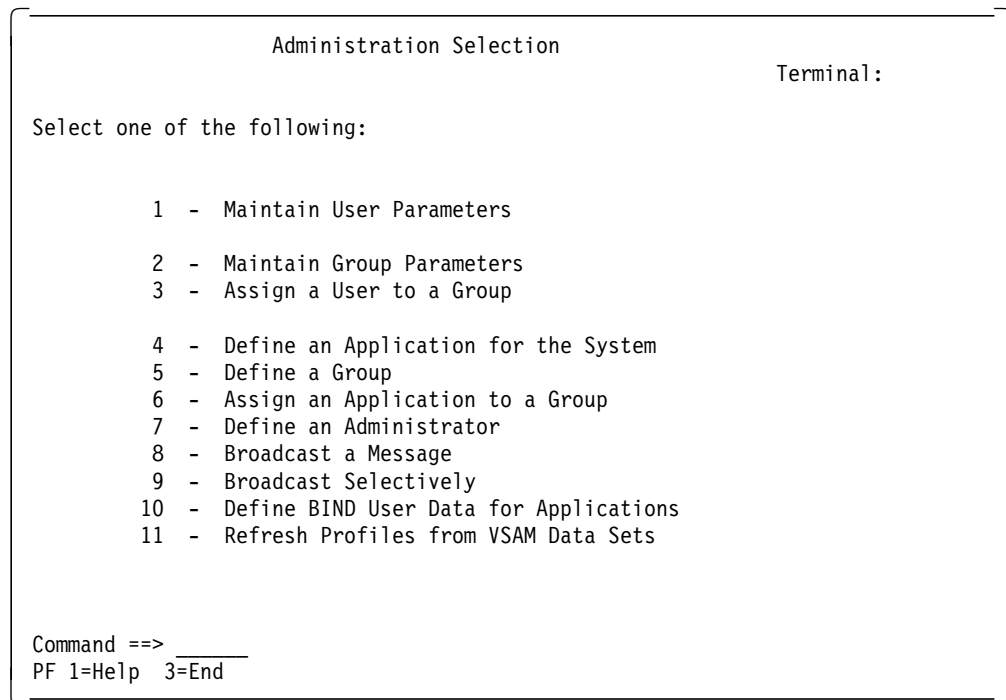 Administration Selection
Terminal:
Select one of the following:
1 - Maintain User Parameters
2 - Maintain Group Parameters
3 - Assign a User to a Group
4 - Define an Application for the System
5 - Define a Group
6 - Assign an Application to a Group
7 - Define an Administrator
8 - Broadcast a Message
9 - Broadcast Selectively
10 - Define BIND User Data for Applications
11 - Refresh Profiles from VSAM Data Sets
Command ==> ______
PF 1=Help 3=End